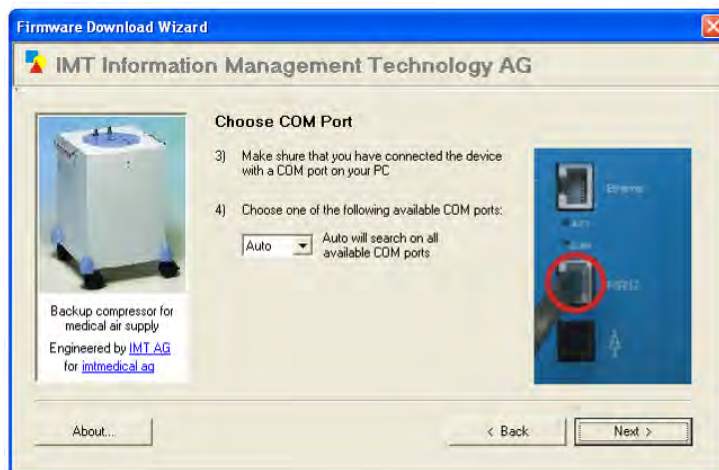 Firmware Download Wizard
IMT Information Management Technology AG
Choose COM Port
3) Make shure that you have connected the device
with a COM port on your PC
4) Choose one of the following available COM ports:
Auto
Auto will search on all
available COM ports
Backup compressor for
medical air supply
Engineered by IMT AG
for imtmedical ag
Ethernet
RS232
About...
< Back
Next >